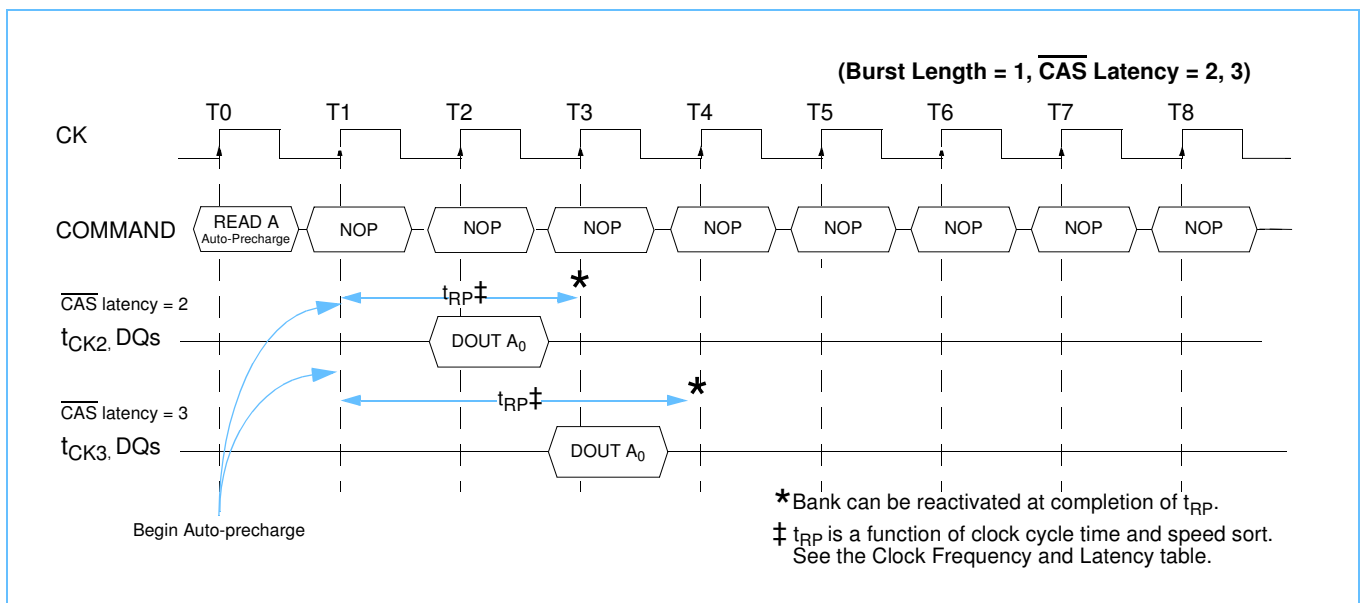 (Burst Length = 1, C̅A̅S̅ Latency = 2, 3)
T0 T1 T2 T3 T4 T5 T6 T7 T8
CK
COMMAND
READ A
Auto-Precharge
NOP NOP NOP NOP NOP NOP NOP NOP
*
tRP‡
C̅A̅S̅ latency = 2
tCK2, DQs
DOUT A0
*
tRP‡
C̅A̅S̅ latency = 3
tCK3, DQs
DOUT A0
Begin Auto-precharge
*Bank can be reactivated at completion of tRP.
‡ tRP is a function of clock cycle time and speed sort.
See the Clock Frequency and Latency table.